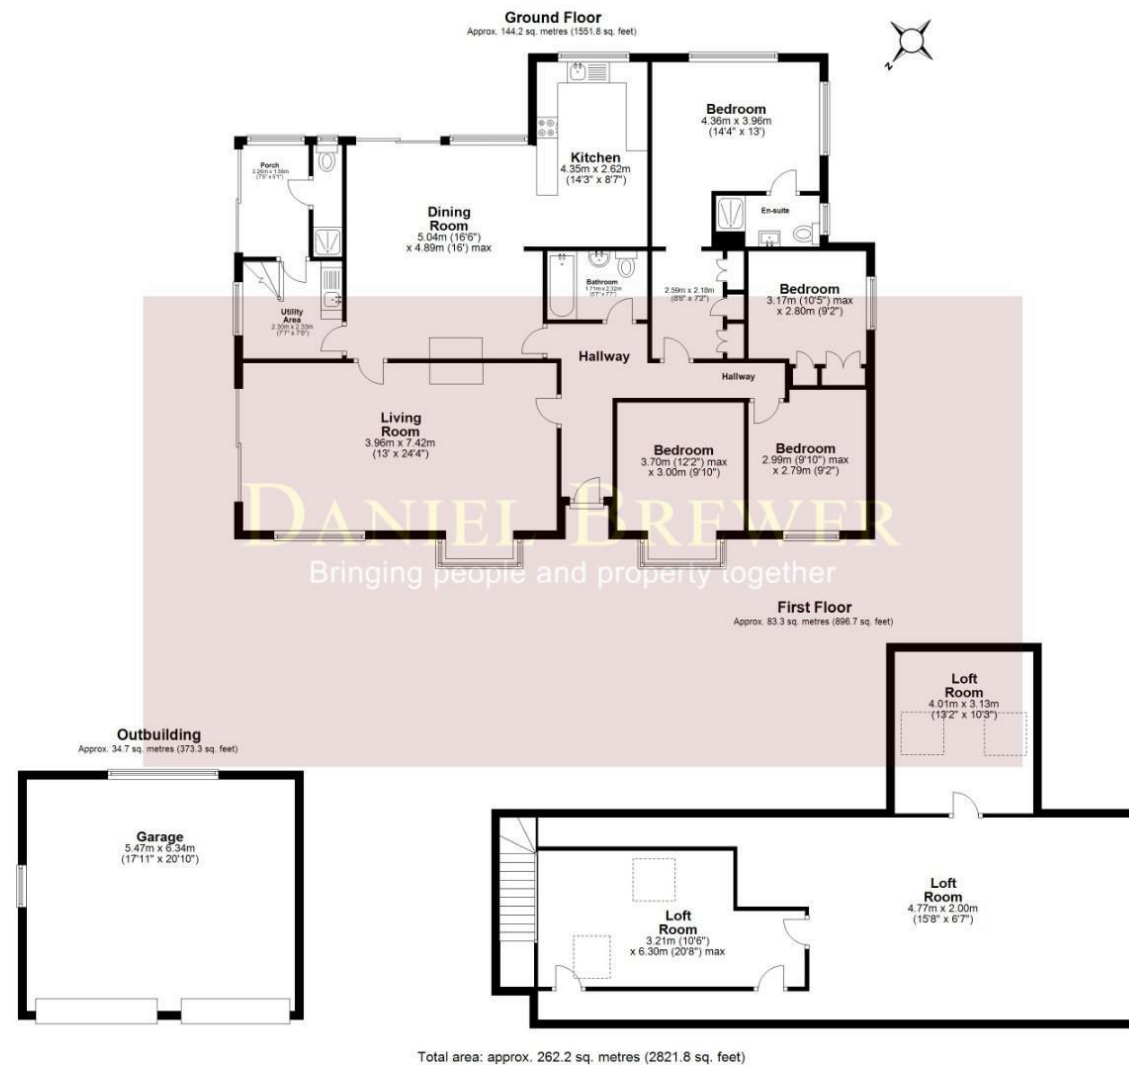 Ground Floor
Approx. 144.2 sq. metres (1551.8 sq. feet)
Bedroom
4.36m x 3.96m
(14'4" x 13')
Kitchen
4.35m x 2.62m
(14'3" x 8'7")
Porch
Dining
Room
5.04m (16'6")
x 4.89m (16') max
En-suite
Bathroom
1.71m x 2.32m
(5'7" x 7'7")
2.59m x 2.18m
(8'6" x 7'2")
Bedroom
3.17m (10'5") max
x 2.80m (9'2")
Utility
Area
2.30m x 2.33m
(7'7" x 7'8")
Hallway
Hallway
Living
Room
3.96m x 7.42m
(13' x 24'4")
Bedroom
3.70m (12'2") max
x 3.00m (9'10")
Bedroom
2.99m (9'10") max
x 2.79m (9'2")
DANIEL BREWER
Bringing people and property together
First Floor
Approx. 83.3 sq. metres (896.7 sq. feet)
Loft
Room
4.01m x 3.13m
(13'2" x 10'3")
Outbuilding
Approx. 34.7 sq. metres (373.3 sq. feet)
Garage
5.47m x 6.34m
(17'11" x 20'10")
Loft
Room
4.77m x 2.00m
(15'8" x 6'7")
Loft
Room
3.21m (10'6")
x 6.30m (20'8") max
Total area: approx. 262.2 sq. metres (2821.8 sq. feet)